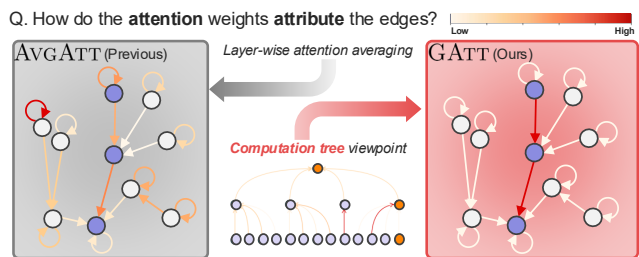 Q. How do the attention weights attribute the edges?
Low High
AVGATT (Previous)
Layer-wise attention averaging
GATT (Ours)
Computation tree viewpoint